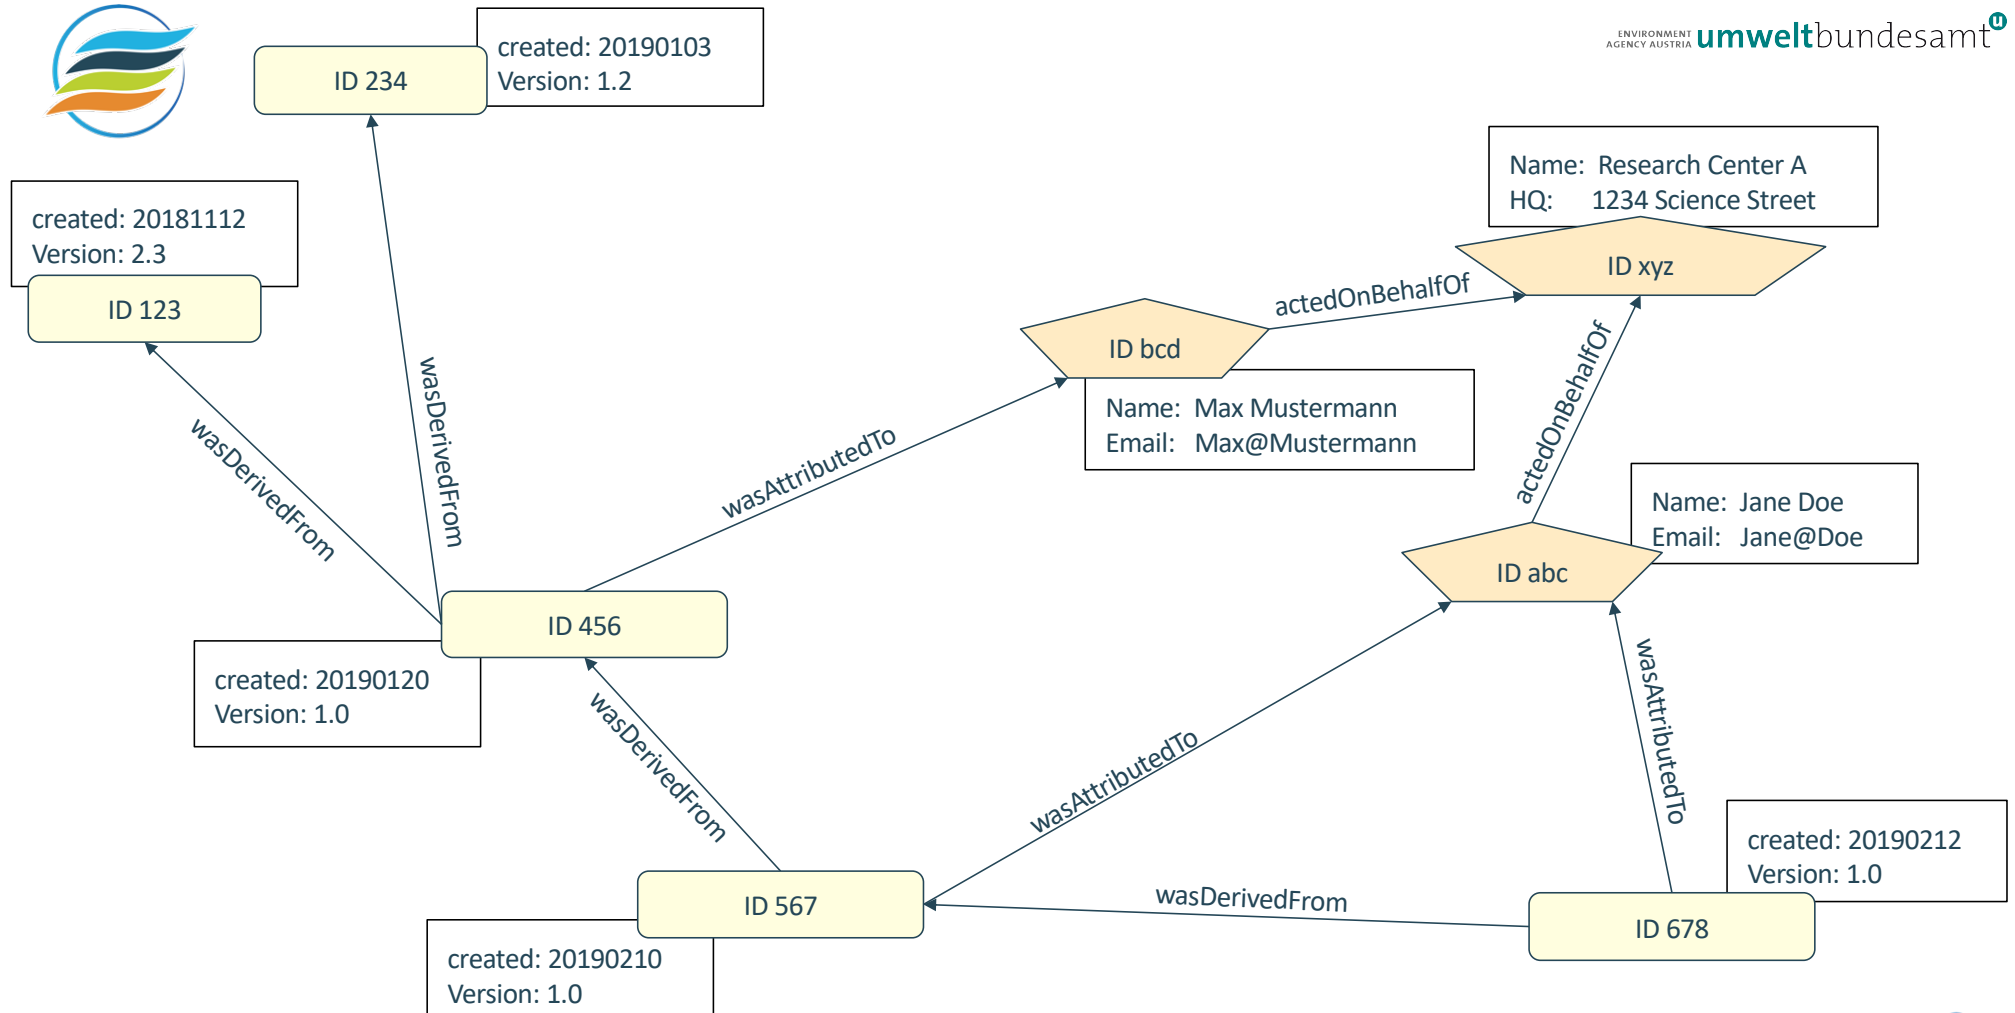 ENVIRONMENT
AGENCY AUSTRIA umweltbundesamt
u
created: 20190103
Version: 1.2
ID 234
Name: Research Center A
HQ: 1234 Science Street
ID xyz
created: 20181112
Version: 2.3
ID 123
actedOnBehalfOf
ID bcd
Name: Max Mustermann
Email: Max@Mustermann
actedOnBehalfOf
wasDerivedFrom
wasDerivedFrom
wasAttributedTo
Name: Jane Doe
Email: Jane@Doe
ID abc
ID 456
created: 20190120
Version: 1.0
wasDerivedFrom
wasAttributedTo
wasAttributedTo
created: 20190212
Version: 1.0
ID 567
wasDerivedFrom
ID 678
created: 20190210
Version: 1.0